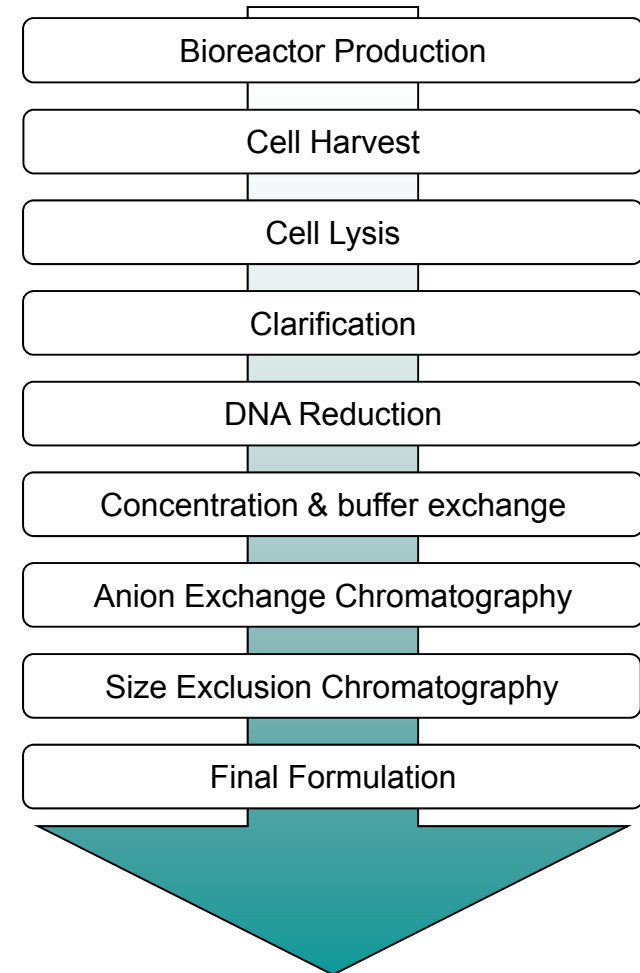 Bioreactor Production
Cell Harvest
Cell Lysis
Clarification
DNA Reduction
Concentration & buffer exchange
Anion Exchange Chromatography
Size Exclusion Chromatography
Final Formulation